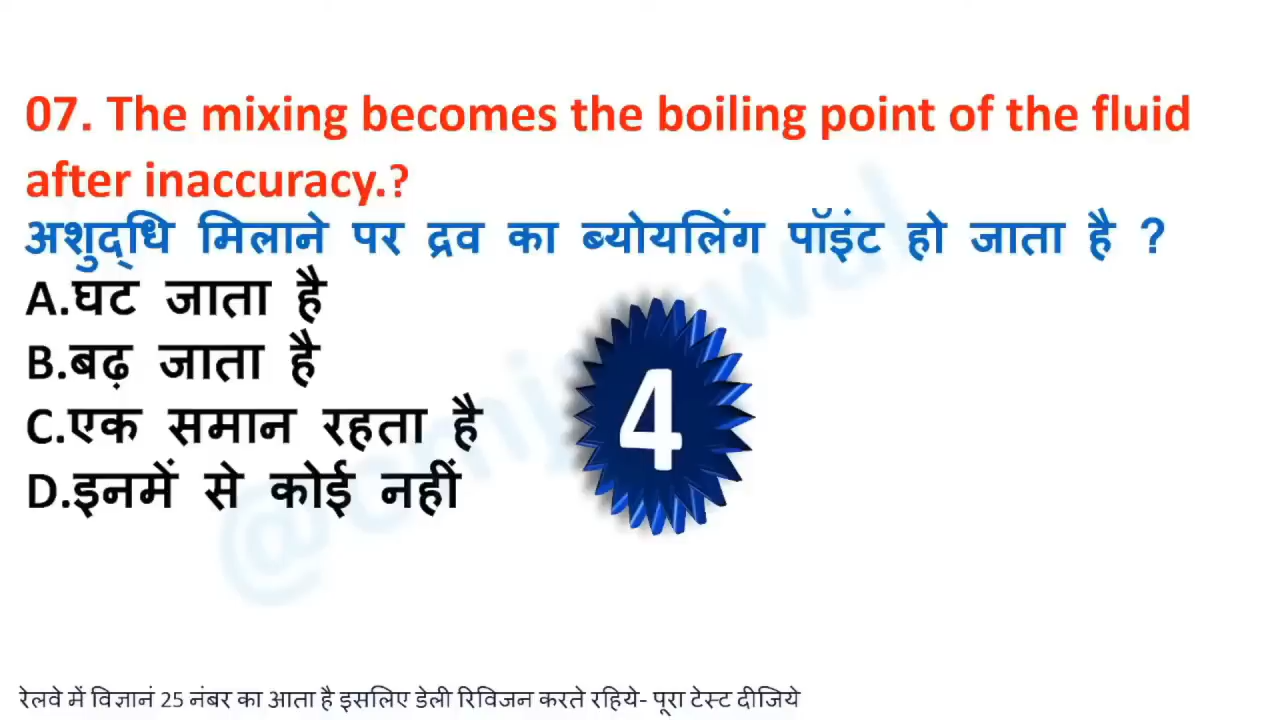 07. The mixing becomes the boiling point of the fluid
after inaccuracy.?
अशुद्धि मिलाने पर द्रव का ब्योयलिंग पॉइंट हो जाता है ?
A.घट जाता है
B.बढ़ जाता है
C.एक समान रहता है
D.इनमें से कोई नहीं
4
रेलवे में विज्ञानं 25 नंबर का आता है इसलिए डेली रिविजन करते रहिये- पूरा टेस्ट दीजिये